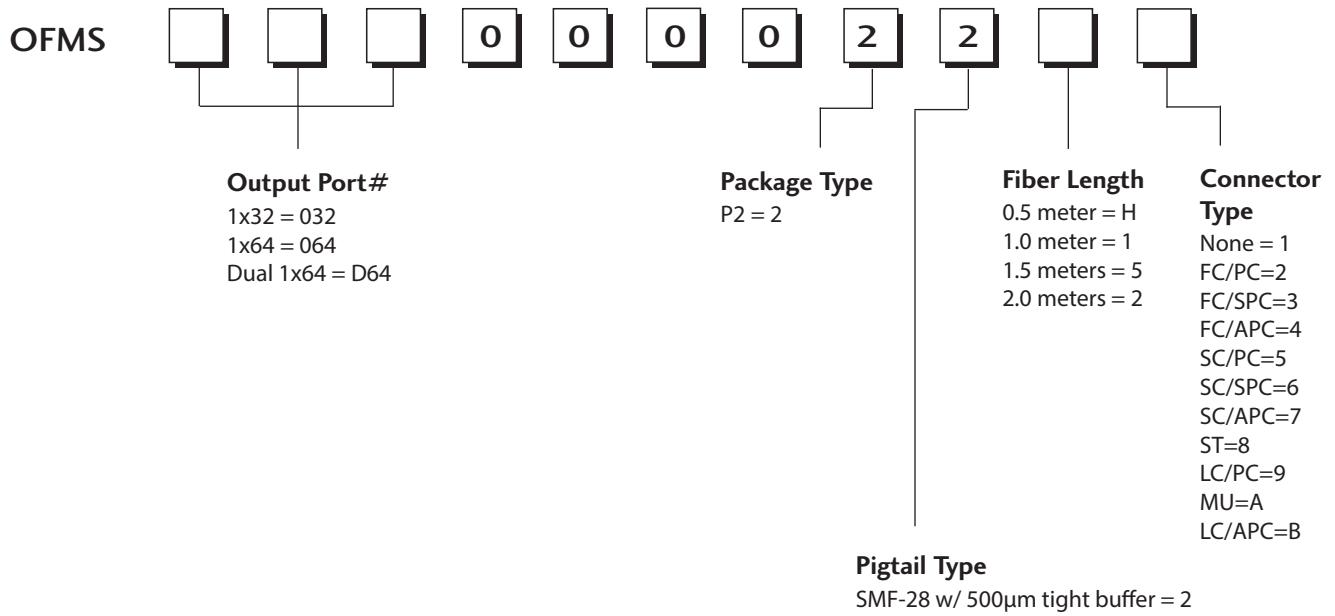 OFMS 0 0 0 0 2 2
Output Port#
1x32 = 032
1x64 = 064
Dual 1x64 = D64
Package Type
P2 = 2
Fiber Length
0.5 meter = H
1.0 meter = 1
1.5 meters = 5
2.0 meters = 2
Connector
Type
None = 1
FC/PC=2
FC/SPC=3
FC/APC=4
SC/PC=5
SC/SPC=6
SC/APC=7
ST=8
LC/PC=9
MU=A
LC/APC=B
Pigtail Type
SMF-28 w/ 500μm tight buffer = 2